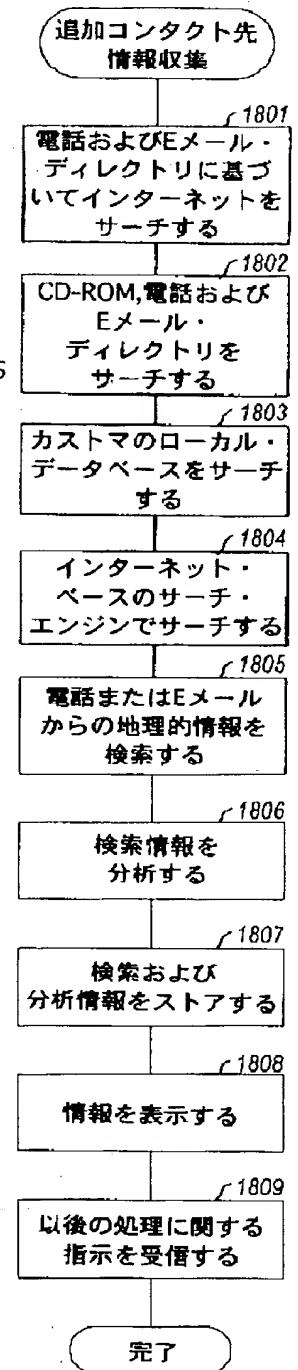 追加コンタクト先
情報収集
1801
電話およびEメール・
ディレクトリに基づ
いてインターネットを
サーチする
1802
CD-ROM,電話および
Eメール・
ディレクトリを
サーチする
1803
カストマのローカル・
データベースをサーチ
する
1804
インターネット・
ベースのサーチ・
エンジンでサーチする
1805
電話またはEメール
からの地理的情報を
検索する
1806
検索情報を
分析する
1807
検索および
分析情報をストアする
1808
情報を表示する
1809
以後の処理に関する
指示を受信する
完了